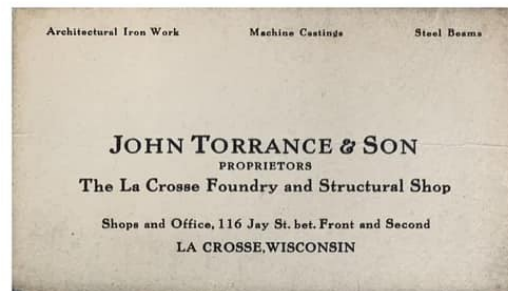 Architectural Iron Work Machine Castings Steel Beams
JOHN TORRANCE & SON
PROPRIETORS
The La Crosse Foundry and Structural Shop
Shops and Office, 116 Jay St. bet. Front and Second
LA CROSSE, WISCONSIN